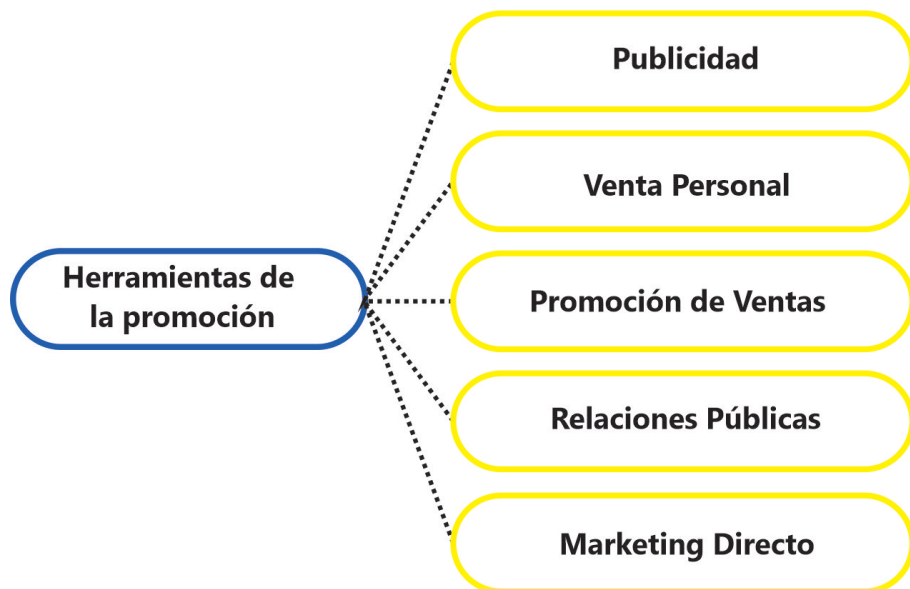 Herramientas de
la promoción
Publicidad
Venta Personal
Promoción de Ventas
Relaciones Públicas
Marketing Directo